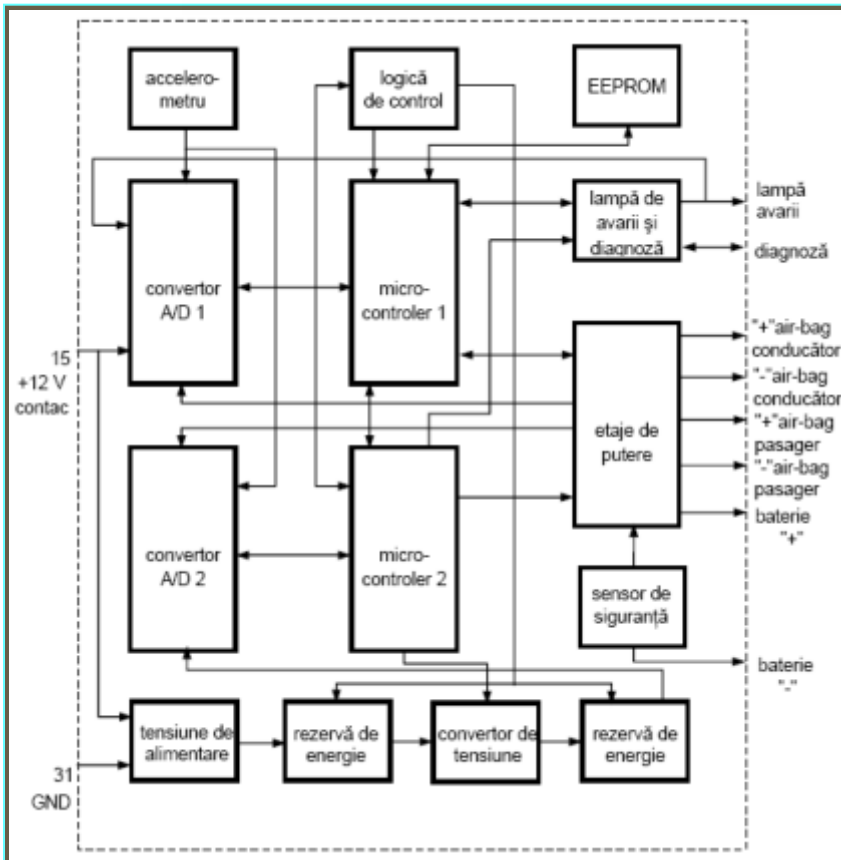 accelero-
metru
logică
de control
EEPROM
lampă de
avarii şi
diagnoză
lampă
avarii
diagnoză
convertor
A/D 1
micro-
controler 1
15
+12 V
contac
"+"air-bag
conducător
"-"air-bag
conducător
"+"air-bag
pasager
"-"air-bag
pasager
baterie
"+"
etaje de
putere
convertor
A/D 2
micro-
controler 2
sensor de
siguranţă
baterie
"-"
tensiune de
alimentare
rezervă de
energie
convertor de
tensiune
rezervă de
energie
31
GND